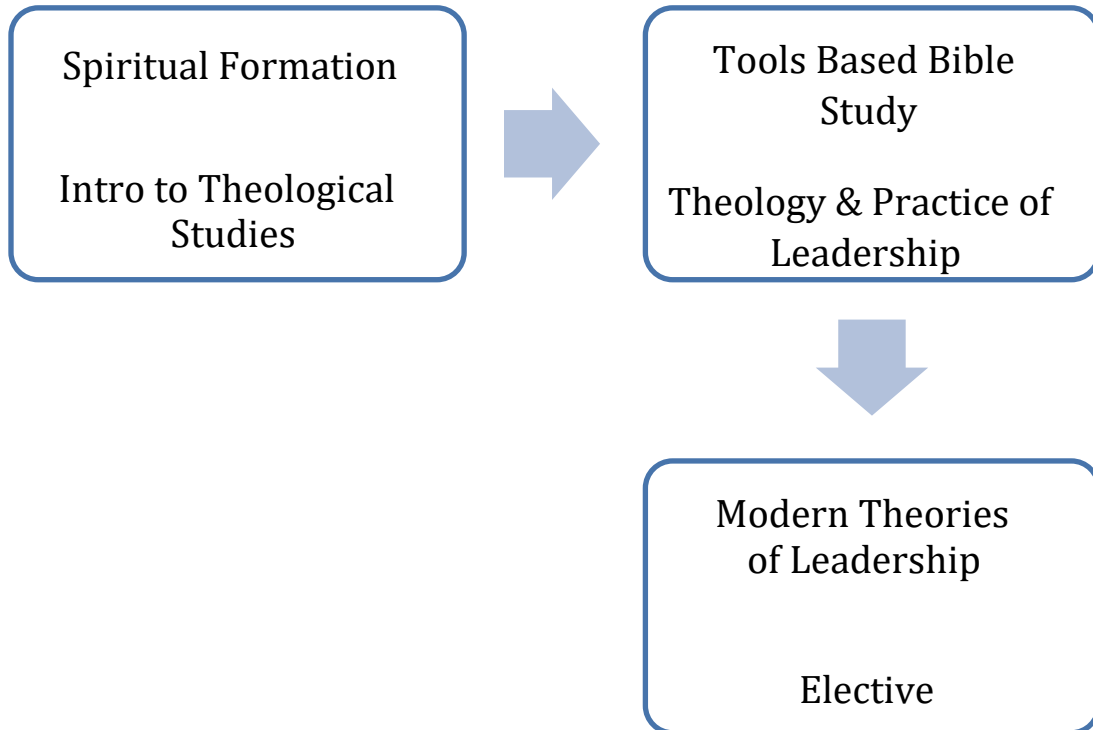 Spiritual Formation
Intro to Theological
Studies
Tools Based Bible
Study
Theology & Practice of
Leadership
Modern Theories
of Leadership
Elective